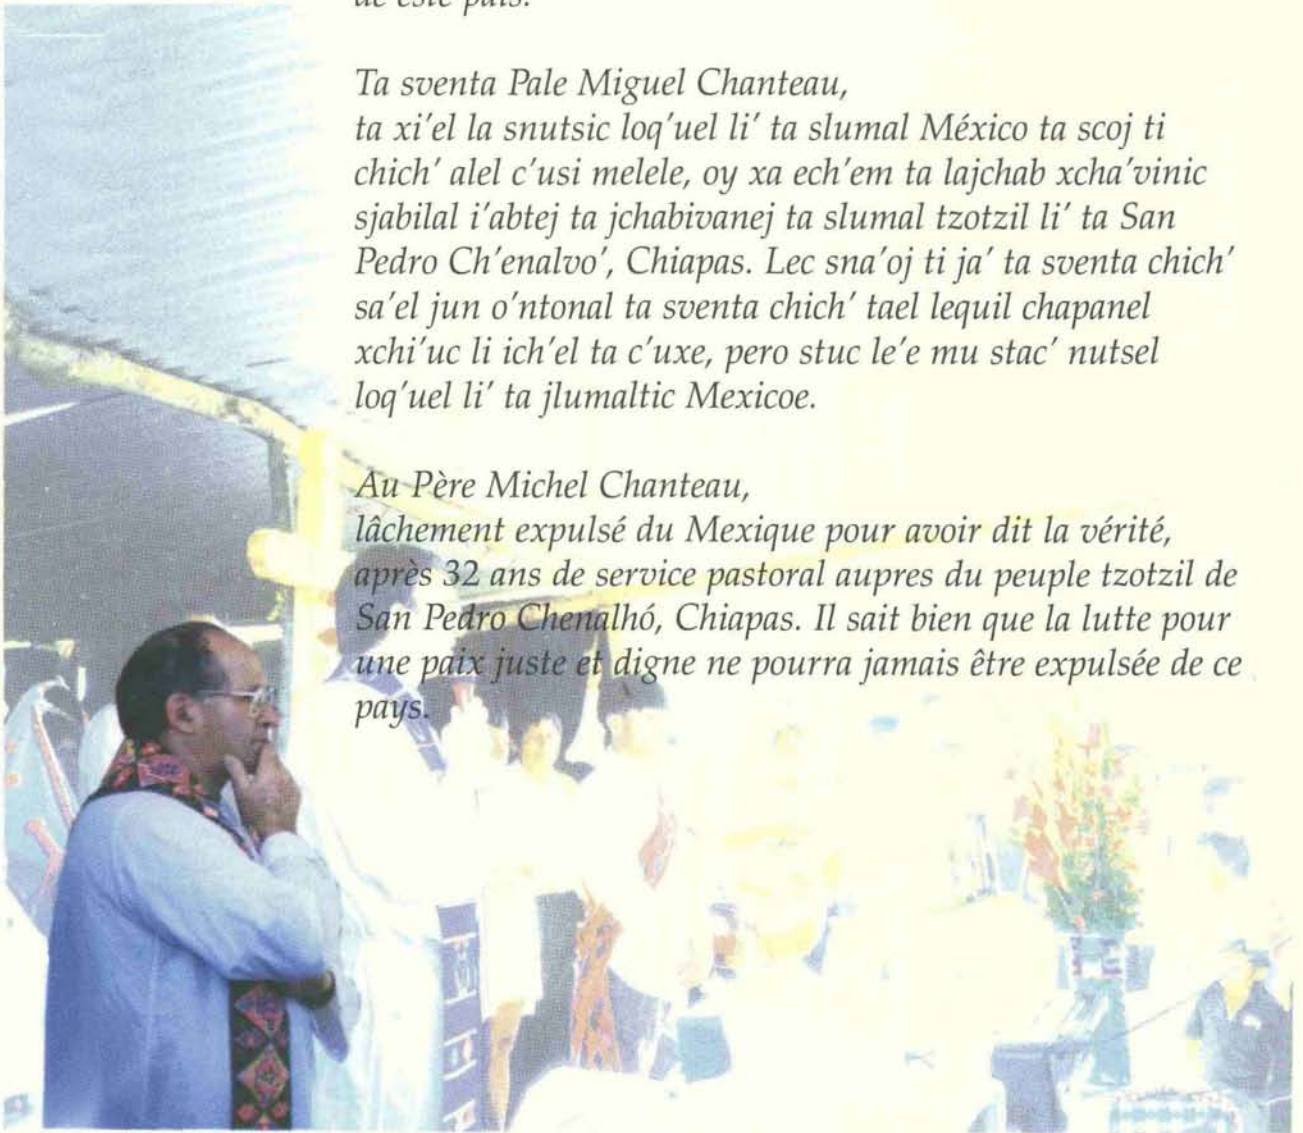 de este país.
Ta sventa Pale Miguel Chanteau,
ta xi'el la snutsic loq'uel li' ta slumal México ta scoj ti
chich' alel c'usi melele, oy xa ech'em ta lajchab xcha'vinic
sjabilal i'abtej ta jchabivanej ta slumal tzotzil li' ta San
Pedro Ch'enalvo', Chiapas. Lec sna'oj ti ja' ta sventa chich'
sa'el jun o'ntonal ta sventa chich' tael lequil chapanel
xchi'uc li ich'el ta c'uxe, pero stuc le'e mu stac' nutsel
loq'uel li' ta jlumaltic Mexicoe.
Au Père Michel Chanteau,
lâchement expulsé du Mexique pour avoir dit la vérité,
après 32 ans de service pastoral aupres du peuple tzotzil de
San Pedro Chenalhó, Chiapas. Il sait bien que la lutte pour
une paix juste et digne ne pourra jamais être expulsée de ce
pays.